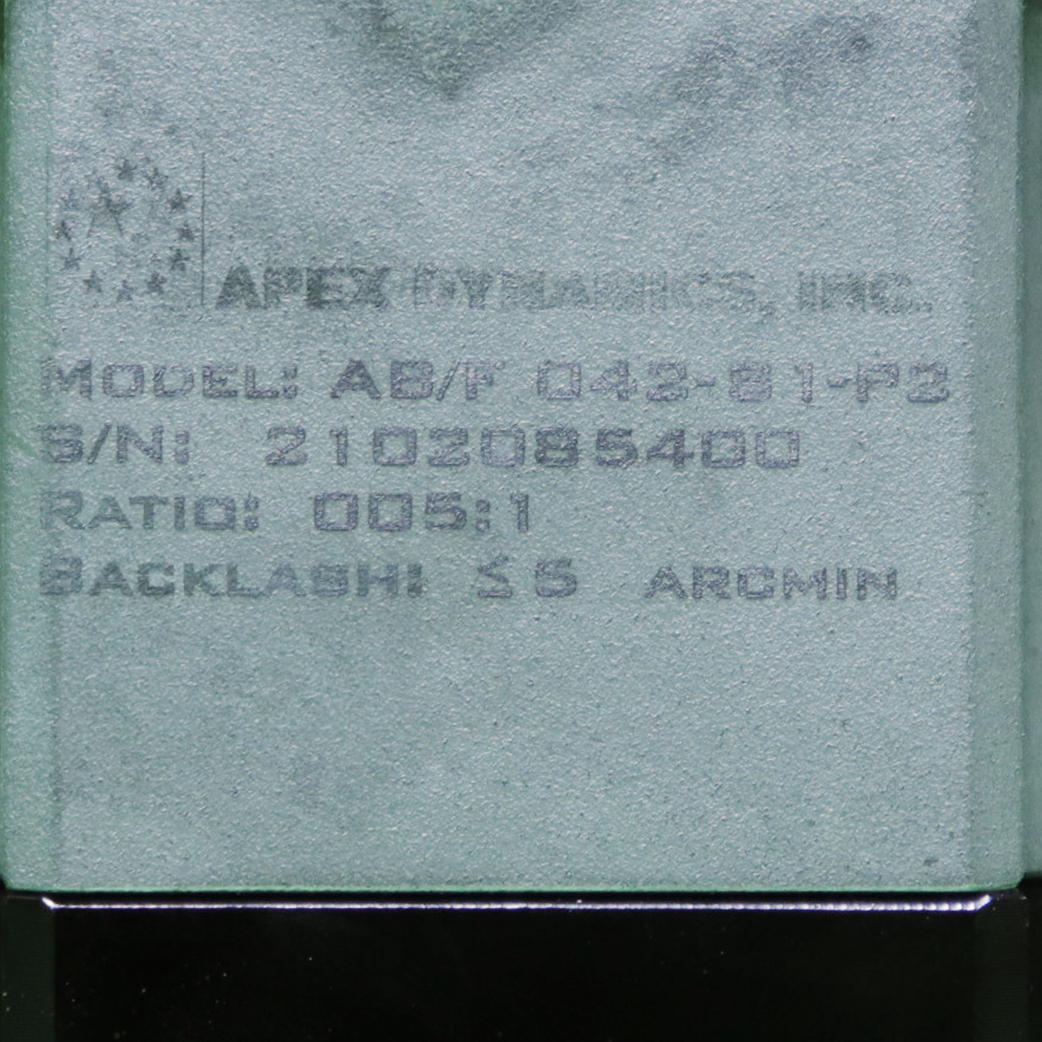 APEX DYNAMICS, INC.
MODEL: AB/F 042-S1-P2
S/N: 2102085400
RATIO: 005:1
BACKLASH: ≤5 ARCMIN